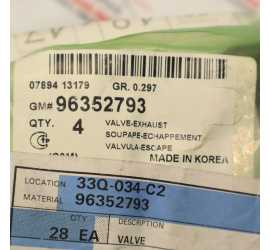 07894 13179 GR. 0.297
GM# 96352793
QTY. 4 VALVE-EXHAUST
SOUPAPE-ECHAPPEMENT
VALVULA-ESCAPE
MADE IN KOREA
LOCATION 33Q-034-C2
MATERIAL 96352793
QTY DESCRIPTION
28 EA VALVE